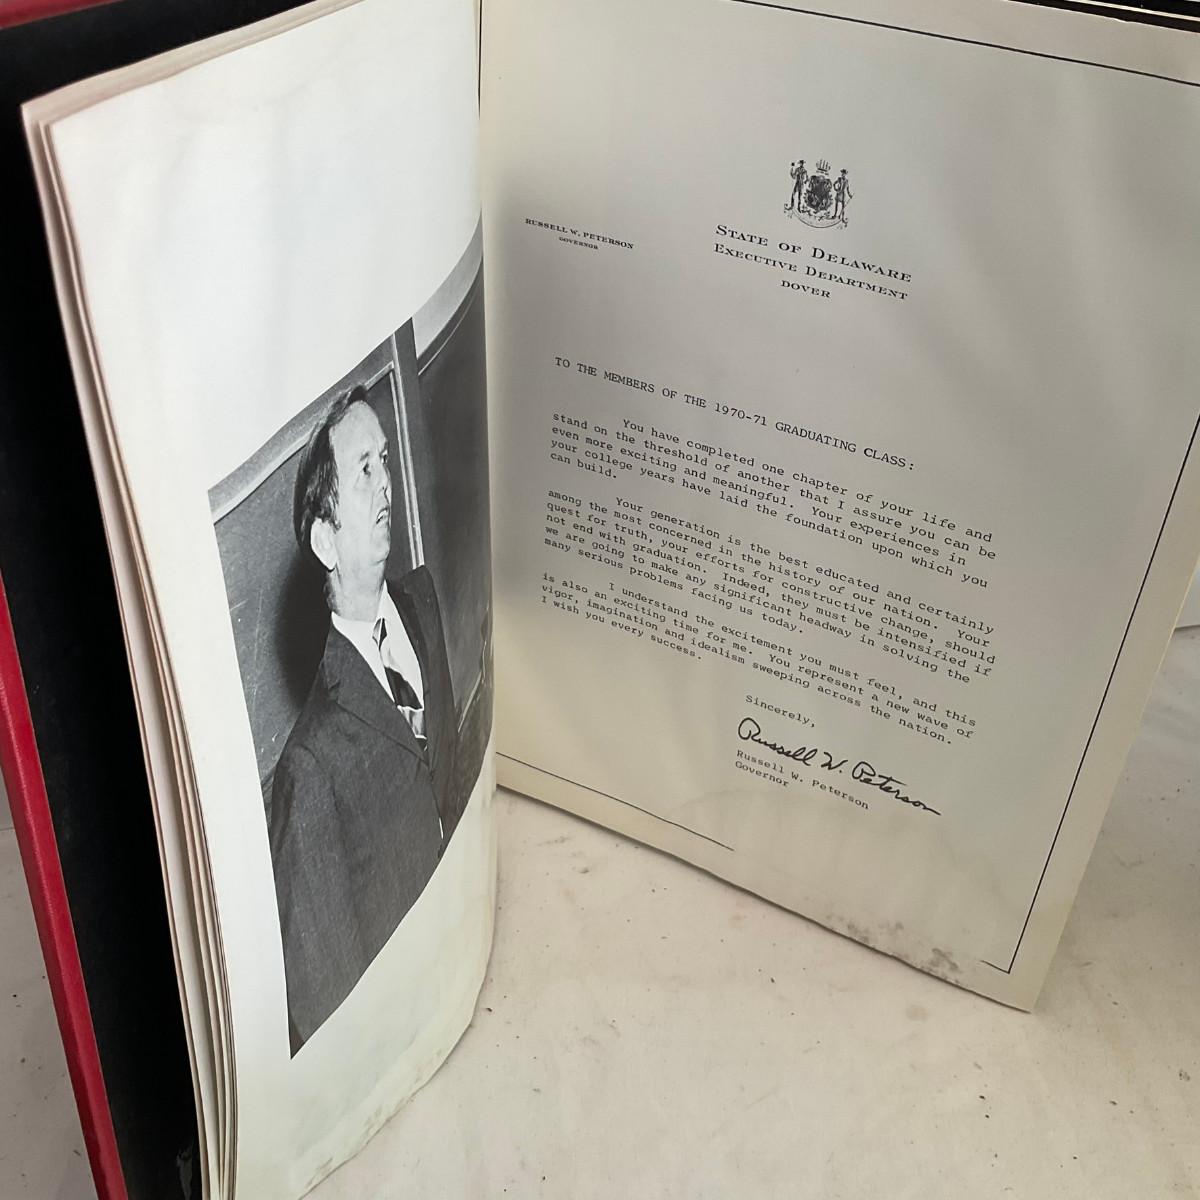 RUSSELL W. PETERSON
GOVERNOR
STATE OF DELAWARE
EXECUTIVE DEPARTMENT
DOVER
TO THE MEMBERS OF THE 1970-71 GRADUATING CLASS:
You have completed one chapter of your life and
stand on the threshold of another that I assure you can be
even more exciting and meaningful. Your experiences in
your college years have laid the foundation upon which you
can build.
Your generation is the best educated and certainly
among the most concerned in the history of our nation. Your
quest for truth, your efforts for constructive change, should
not end with graduation. Indeed, they must be intensified if
we are going to make any significant headway in solving the
many serious problems facing us today.
I understand the excitement you must feel, and this
is also an exciting time for me. You represent a new wave of
vigor, imagination and idealism sweeping across the nation.
I wish you every success.
Sincerely,
Russell W. Peterson
Russell W. Peterson
Governor